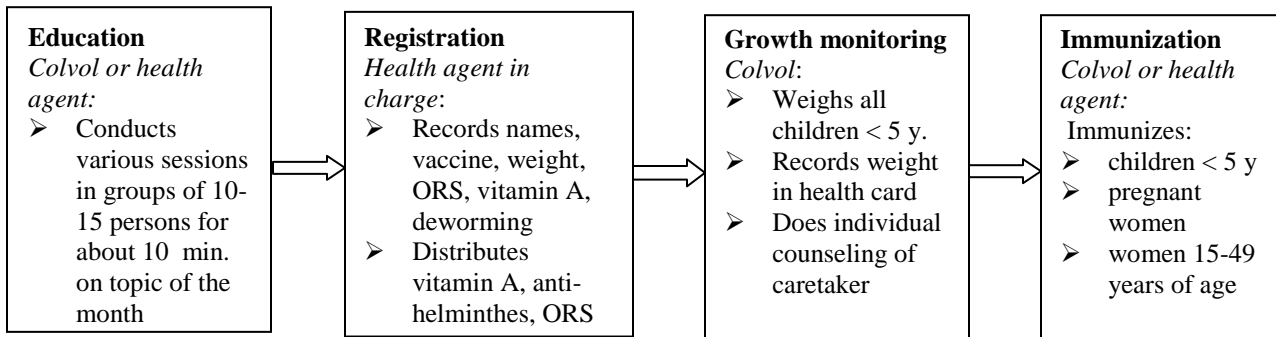 Education
Colvol or health
agent:
➢ Conducts
various sessions
in groups of 10-
15 persons for
about 10 min.
on topic of the
month
Registration
Health agent in
charge:
➢ Records names,
vaccine, weight,
ORS, vitamin A,
deworming
➢ Distributes
vitamin A, anti-
helminthes, ORS
Growth monitoring
Colvol:
➢ Weighs all
children < 5 y.
➢ Records weight
in health card
➢ Does individual
counseling of
caretaker
Immunization
Colvol or health
agent:
Immunizes:
➢ children < 5 y
➢ pregnant
women
➢ women 15-49
years of age